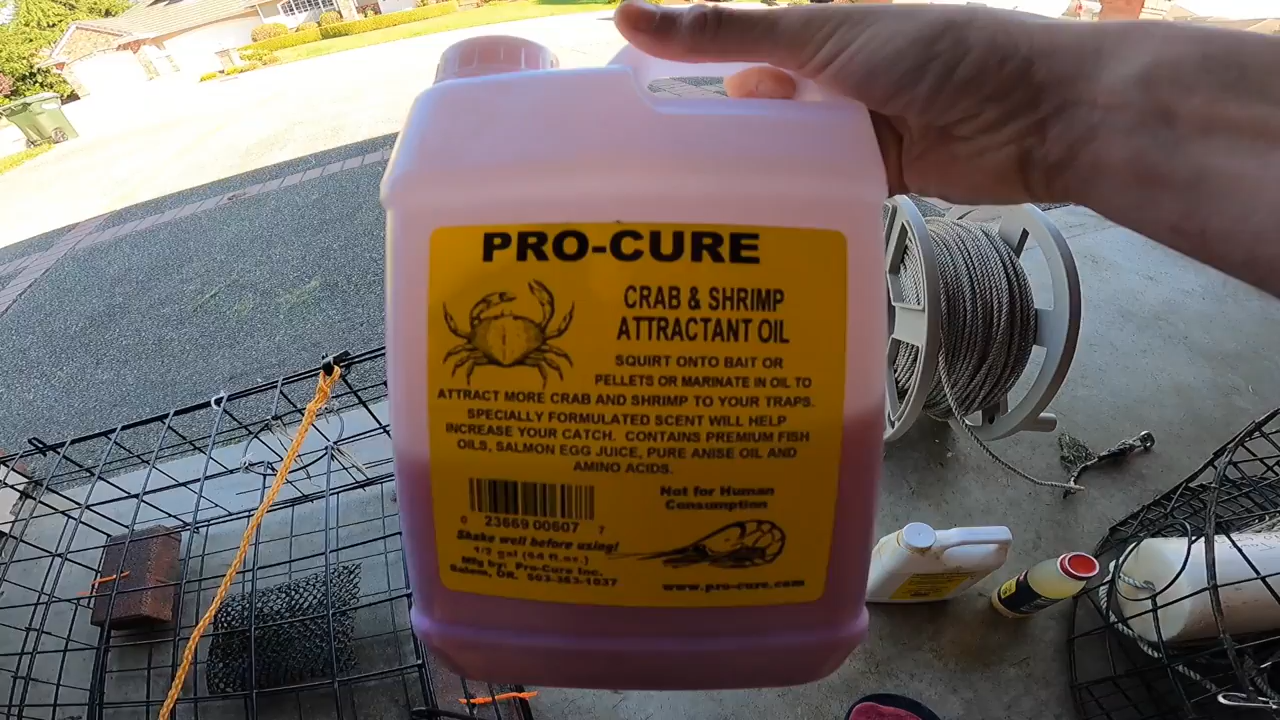 PRO-CURE
CRAB & SHRIMP
ATTRACTANT OIL
SQUIRT ONTO BAIT OR
PELLETS OR MARINATE IN OIL TO
ATTRACT MORE CRAB AND SHRIMP TO YOUR TRAPS.
SPECIALLY FORMULATED SCENT WILL HELP
INCREASE YOUR CATCH. CONTAINS PREMIUM FISH
OILS, SALMON EGG JUICE, PURE ANISE OIL AND
AMINO ACIDS.
0 23669 00607 7
Shake well before using!
1/2 gal (64 fl.oz.)
Mfg by: Pro-Cure Inc.
Salem, OR. 503-363-1037
Not for Human
Consumption
www.pro-cure.com